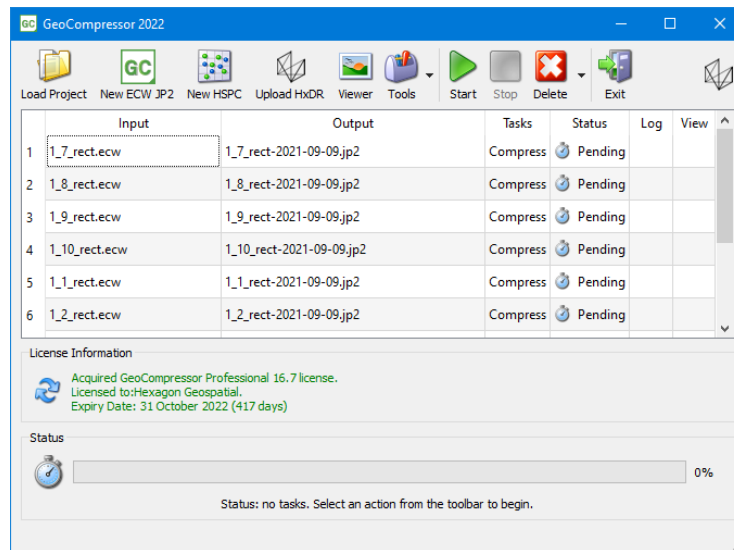 GC GeoCompressor 2022
GC
Load Project New ECW JP2 New HSPC Upload HxDR Viewer Tools Start Stop Delete Exit
Input Output Tasks Status Log View
1 1_7_rect.ecw 1_7_rect-2021-09-09.jp2 Compress Pending
2 1_8_rect.ecw 1_8_rect-2021-09-09.jp2 Compress Pending
3 1_9_rect.ecw 1_9_rect-2021-09-09.jp2 Compress Pending
4 1_10_rect.ecw 1_10_rect-2021-09-09.jp2 Compress Pending
5 1_1_rect.ecw 1_1_rect-2021-09-09.jp2 Compress Pending
6 1_2_rect.ecw 1_2_rect-2021-09-09.jp2 Compress Pending
License Information
Acquired GeoCompressor Professional 16.7 license.
Licensed to:Hexagon Geospatial.
Expiry Date: 31 October 2022 (417 days)
Status
0%
Status: no tasks. Select an action from the toolbar to begin.